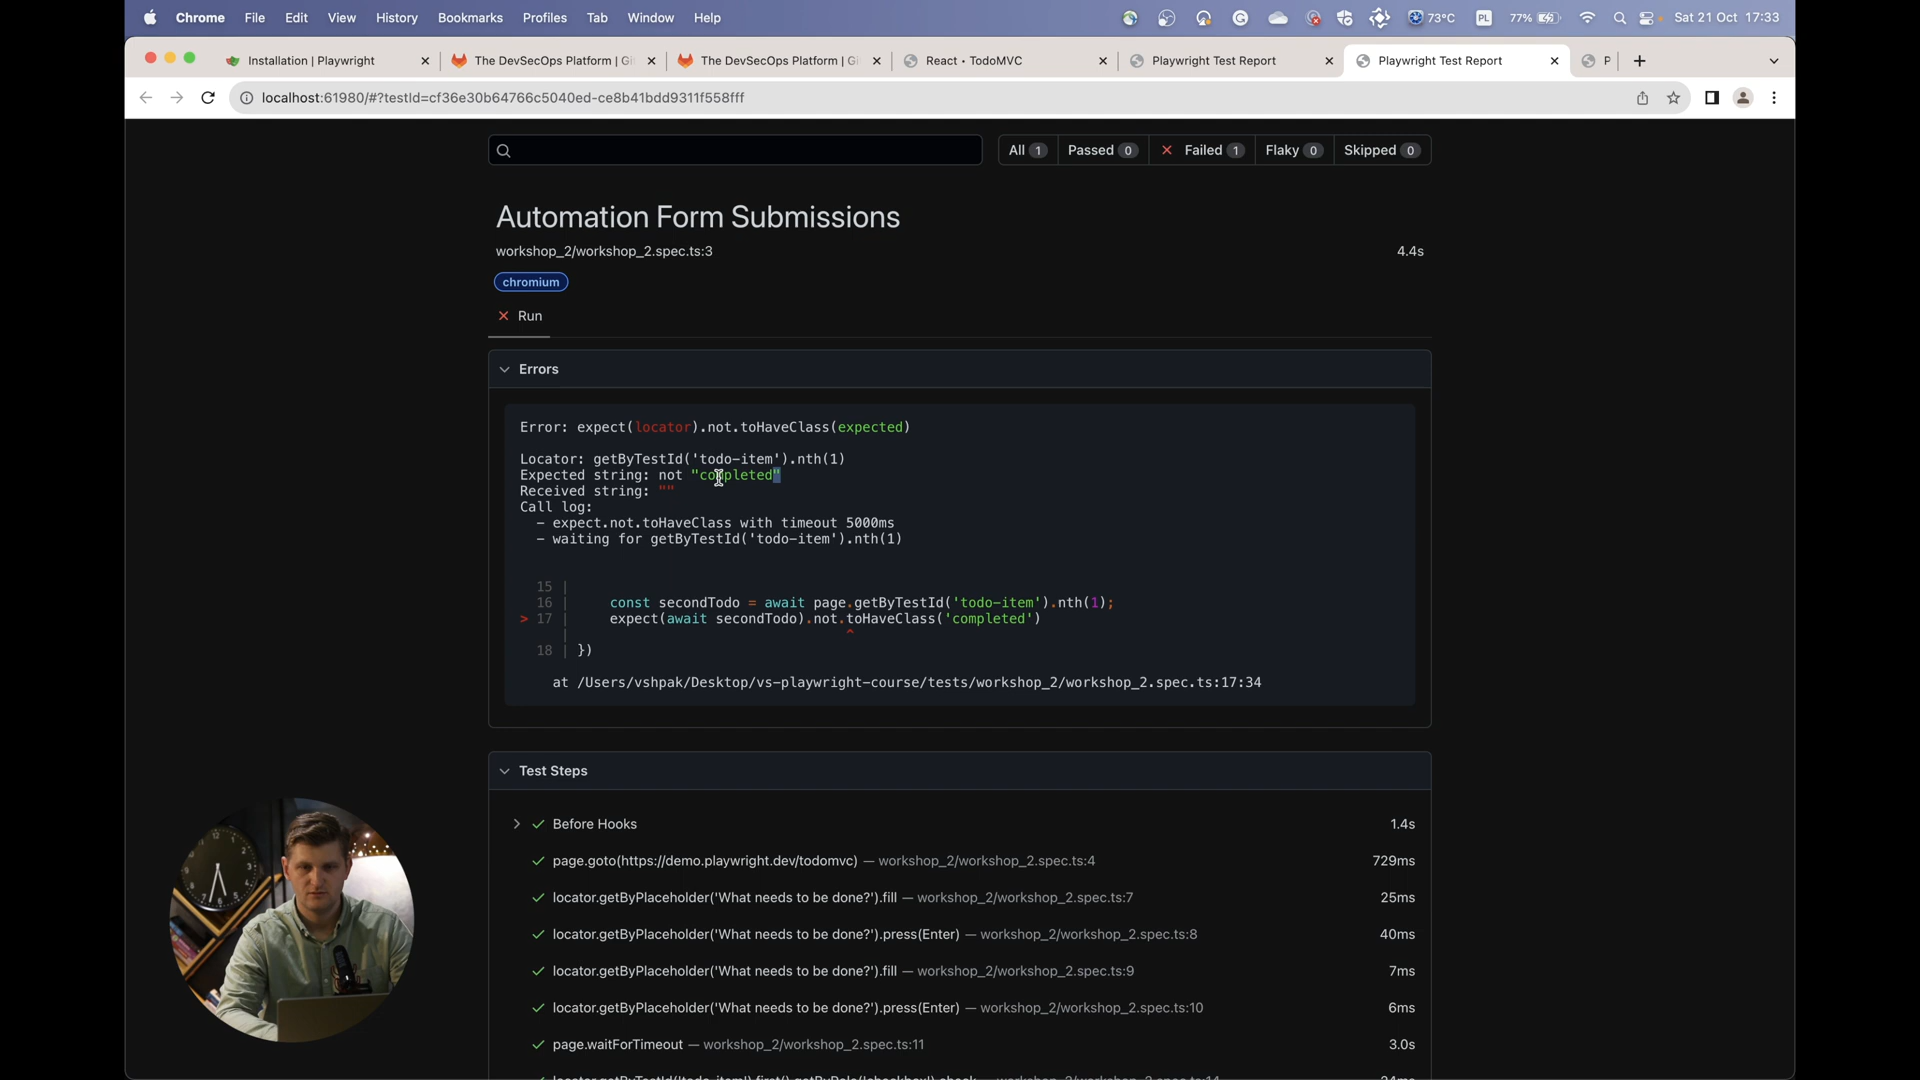 Chrome File Edit View History Bookmarks Profiles Tab Window Help 73°C PL 77% Sat 21 Oct 17:33
Installation | Playwright The DevSecOps Platform | Gi The DevSecOps Platform | Gi React • TodoMVC Playwright Test Report Playwright Test Report P
localhost:61980/#?testId=cf36e30b64766c5040ed-ce8b41bdd9311f558fff
All 1 Passed 0 Failed 1 Flaky 0 Skipped 0
Automation Form Submissions
workshop_2/workshop_2.spec.ts:3 4.4s
chromium
Run
Errors
Error: expect(locator).not.toHaveClass(expected)
Locator: getByTestId('todo-item').nth(1)
Expected string: not "completed"
Received string: ""
Call log:
- expect.not.toHaveClass with timeout 5000ms
- waiting for getByTestId('todo-item').nth(1)
15 |
16 | const secondTodo = await page.getByTestId('todo-item').nth(1);
> 17 | expect(await secondTodo).not.toHaveClass('completed')
| ^
18 | })
at /Users/vshpak/Desktop/vs-playwright-course/tests/workshop_2/workshop_2.spec.ts:17:34
Test Steps
Before Hooks 1.4s
page.goto(https://demo.playwright.dev/todomvc) — workshop_2/workshop_2.spec.ts:4 729ms
locator.getByPlaceholder('What needs to be done?').fill — workshop_2/workshop_2.spec.ts:7 25ms
locator.getByPlaceholder('What needs to be done?').press(Enter) — workshop_2/workshop_2.spec.ts:8 40ms
locator.getByPlaceholder('What needs to be done?').fill — workshop_2/workshop_2.spec.ts:9 7ms
locator.getByPlaceholder('What needs to be done?').press(Enter) — workshop_2/workshop_2.spec.ts:10 6ms
page.waitForTimeout — workshop_2/workshop_2.spec.ts:11 3.0s